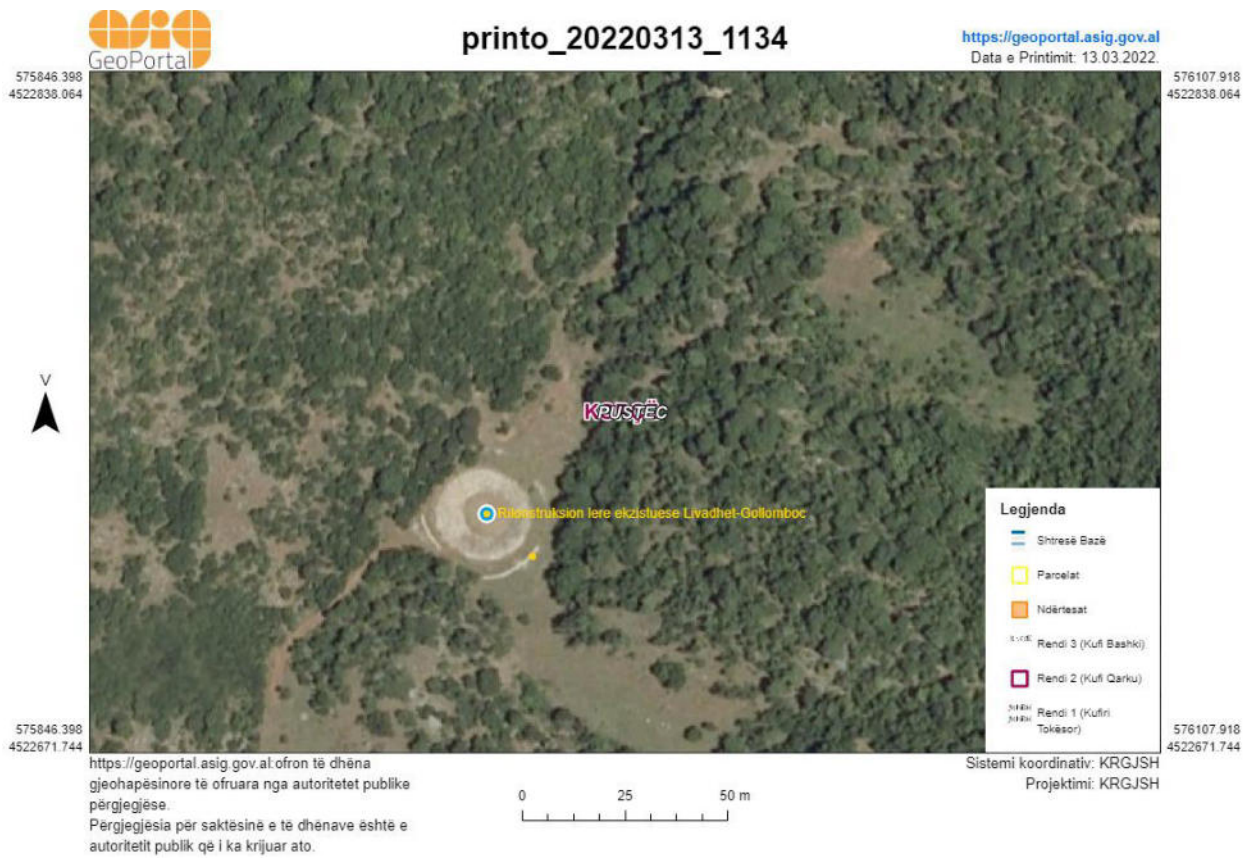 asig
GeoPortal
printo_20220313_1134
https://geoportal.asig.gov.al
Data e Printimit: 13.03.2022.
575846.398
4522838.064
576107.918
4522838.064
V
PUSTEC
Rikonstruksion lere ekzistuese Livadhet-Gollomboc
Legjenda
Shtresë Bazë
Parcelat
Ndërtesat
Rendi 3 (Kufi Bashki)
Rendi 2 (Kufi Qarku)
Rendi 1 (Kufiri
Tokësor)
575846.398
4522671.744
576107.918
4522671.744
https://geoportal.asig.gov.al:ofron të dhëna
gjeohapësinore të ofruara nga autoritetet publike
përgjegjëse.
Përgjegjësia për saktësinë e të dhënave është e
autoritetit publik që i ka krijuar ato.
0 25 50 m
Sistemi koordinativ: KRGJSH
Projektimi: KRGJSH